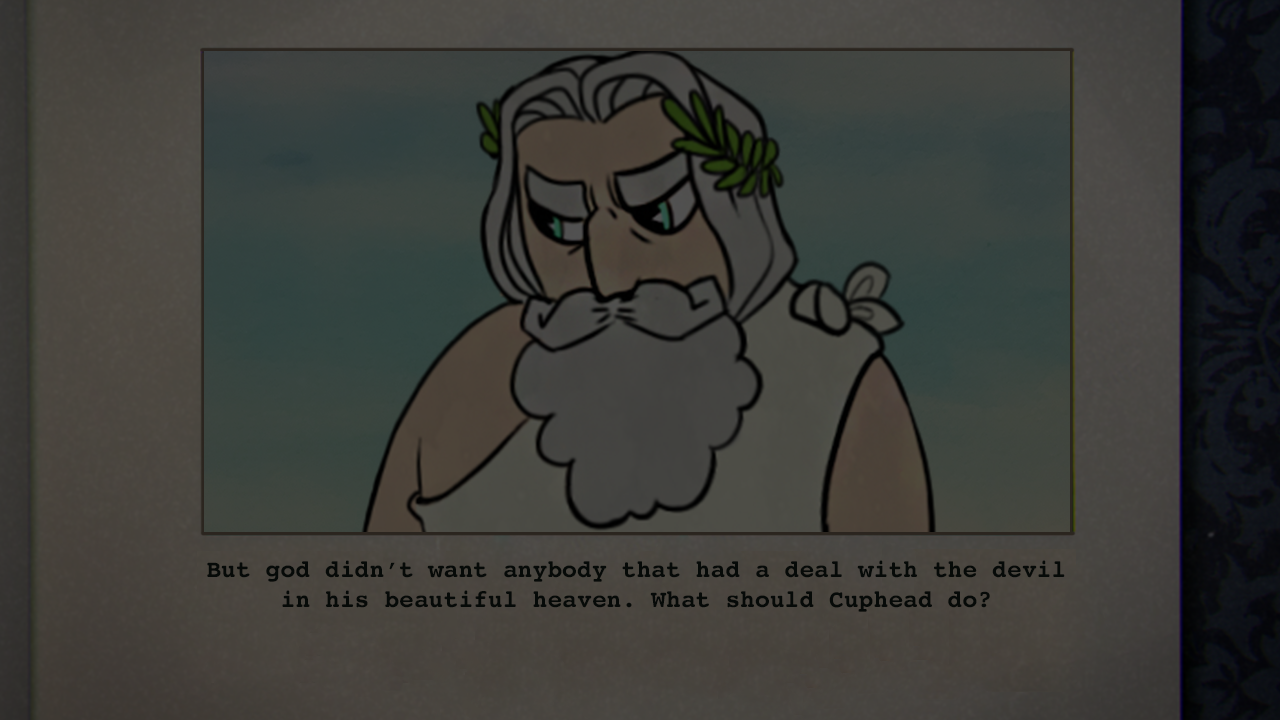 But god didn’t want anybody that had a deal with the devil
in his beautiful heaven. What should Cuphead do?